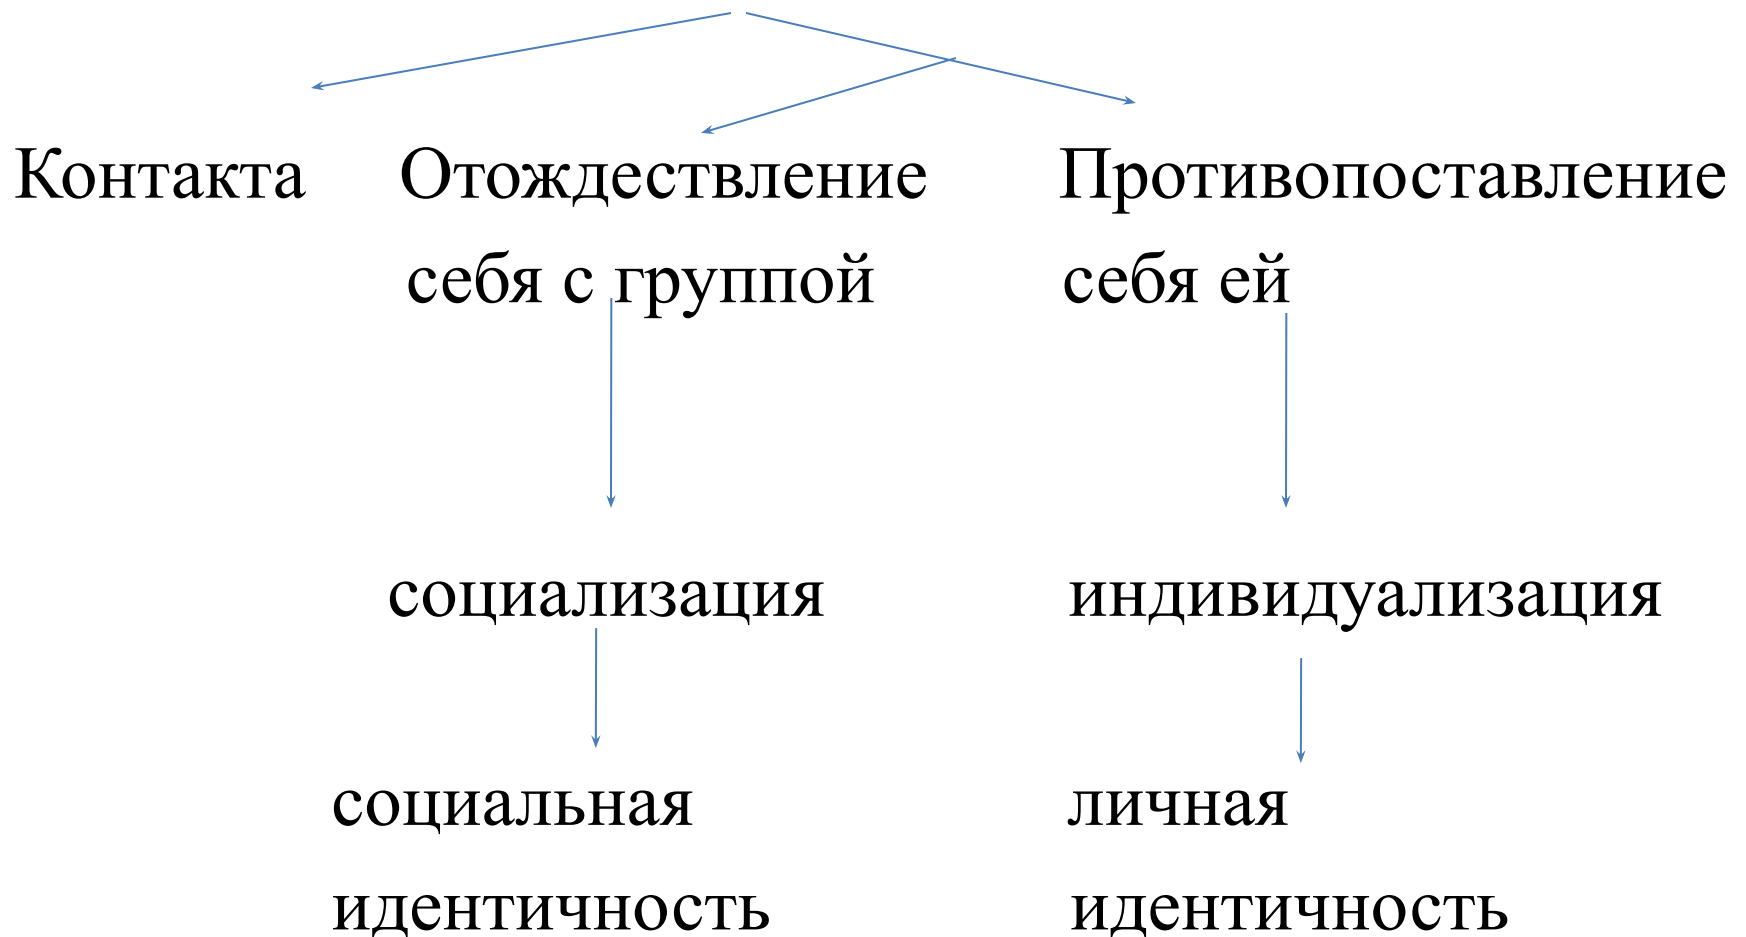 Контакта Отождествление Противопоставление
себя с группой себя ей
социализация индивидуализация
социальная личная
идентичность идентичность